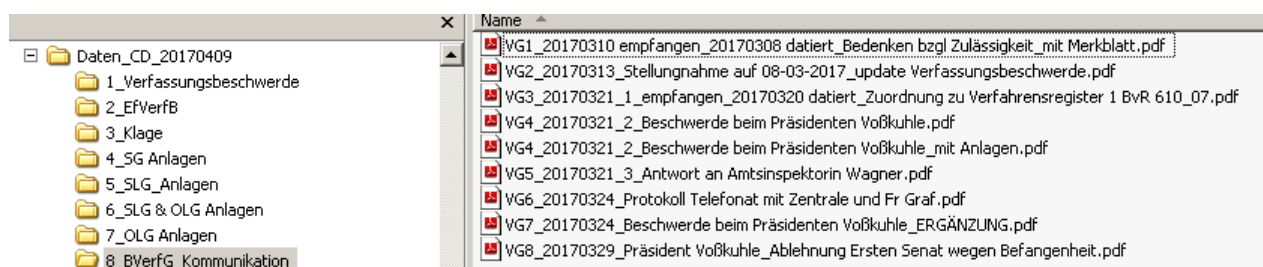 Daten_CD_20170409
1_Verfassungsbeschwerde
2_EfVerfB
3_Klage
4_SG Anlagen
5_SLG_Anlagen
6_SLG & OLG Anlagen
7_OLG Anlagen
8_BVerfG_Kommunikation
Name
VG1_20170310 empfangen_20170308 datiert_Bedenken bzgl Zulässigkeit_mit Merkblatt.pdf
VG2_20170313_Stellungnahme auf 08-03-2017_update Verfassungsbeschwerde.pdf
VG3_20170321_1_empfangen_20170320 datiert_Zuordnung zu Verfahrensregister 1 BvR 610_07.pdf
VG4_20170321_2_Beschwerde beim Präsidenten Voßkuhle.pdf
VG4_20170321_2_Beschwerde beim Präsidenten Voßkuhle_mit Anlagen.pdf
VG5_20170321_3_Antwort an Amtsinspektorin Wagner.pdf
VG6_20170324_Protokoll Telefonat mit Zentrale und Fr Graf.pdf
VG7_20170324_Beschwerde beim Präsidenten Voßkuhle_ERGÄNZUNG.pdf
VG8_20170329_Präsident Voßkuhle_Ablehnung Ersten Senat wegen Befangenheit.pdf